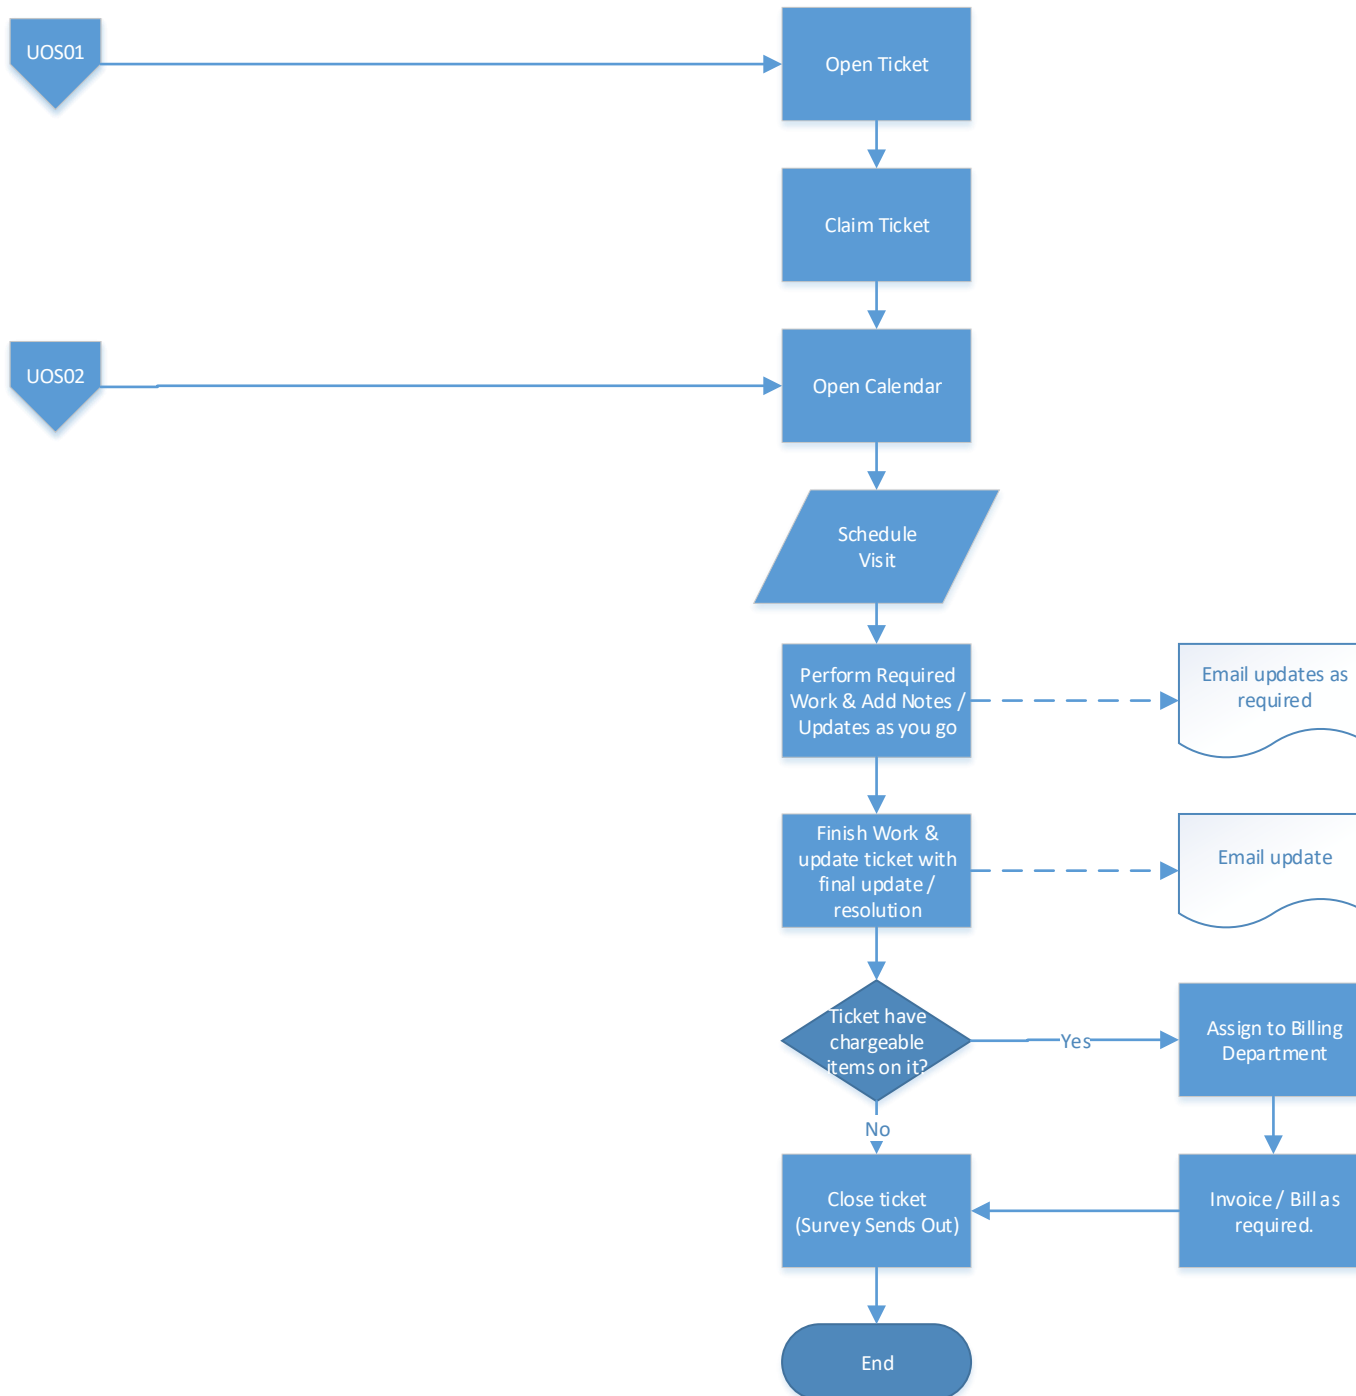 UOS01
Open Ticket
Claim Ticket
UOS02
Open Calendar
Schedule
Visit
Perform Required
Work & Add Notes /
Updates as you go
Email updates as
required
Finish Work &
update ticket with
final update /
resolution
Email update
Ticket have
chargeable
items on it?
Yes
Assign to Billing
Department
No
Close ticket
(Survey Sends Out)
Invoice / Bill as
required.
End